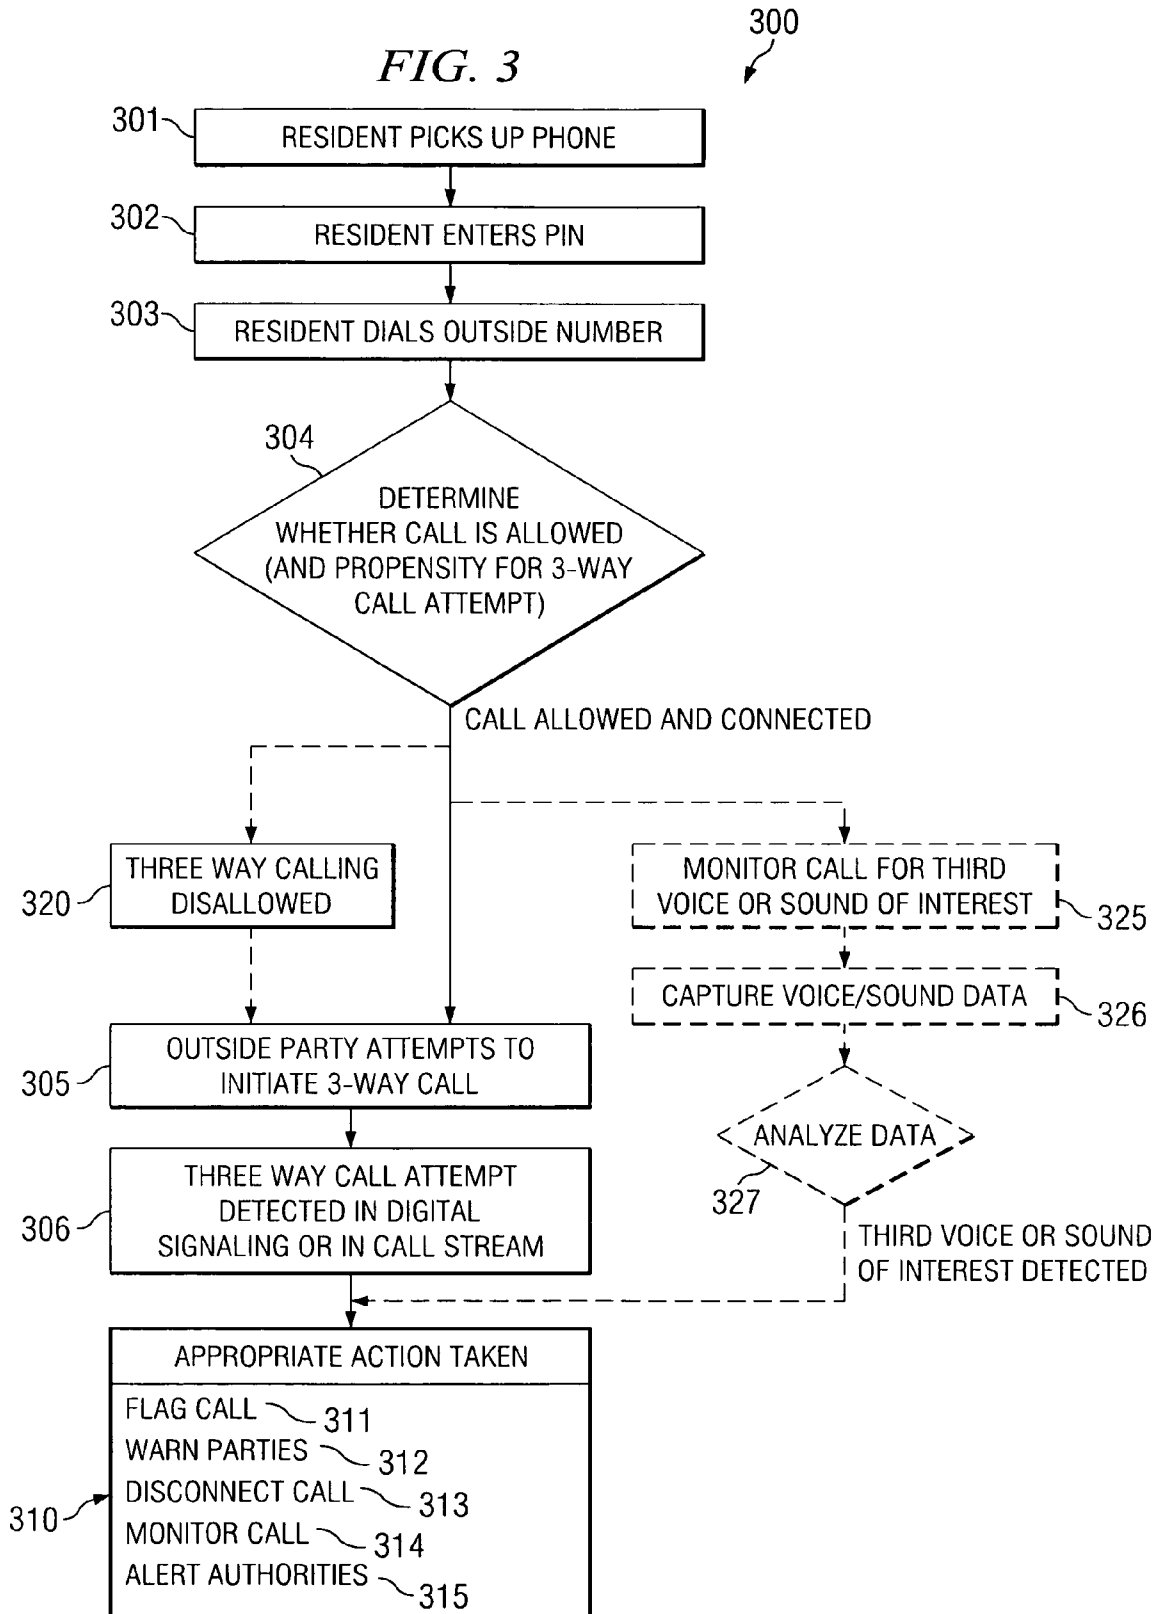 300
FIG. 3
301
RESIDENT PICKS UP PHONE
302
RESIDENT ENTERS PIN
303
RESIDENT DIALS OUTSIDE NUMBER
304
DETERMINE
WHETHER CALL IS ALLOWED
(AND PROPENSITY FOR 3-WAY
CALL ATTEMPT)
CALL ALLOWED AND CONNECTED
THREE WAY CALLING
DISALLOWED
320
MONITOR CALL FOR THIRD
VOICE OR SOUND OF INTEREST
325
CAPTURE VOICE/SOUND DATA
326
OUTSIDE PARTY ATTEMPTS TO
INITIATE 3-WAY CALL
305
ANALYZE DATA
327
THREE WAY CALL ATTEMPT
DETECTED IN DIGITAL
SIGNALING OR IN CALL STREAM
306
THIRD VOICE OR SOUND
OF INTEREST DETECTED
APPROPRIATE ACTION TAKEN
FLAG CALL 311
WARN PARTIES 312
DISCONNECT CALL 313
310
MONITOR CALL 314
ALERT AUTHORITIES 315